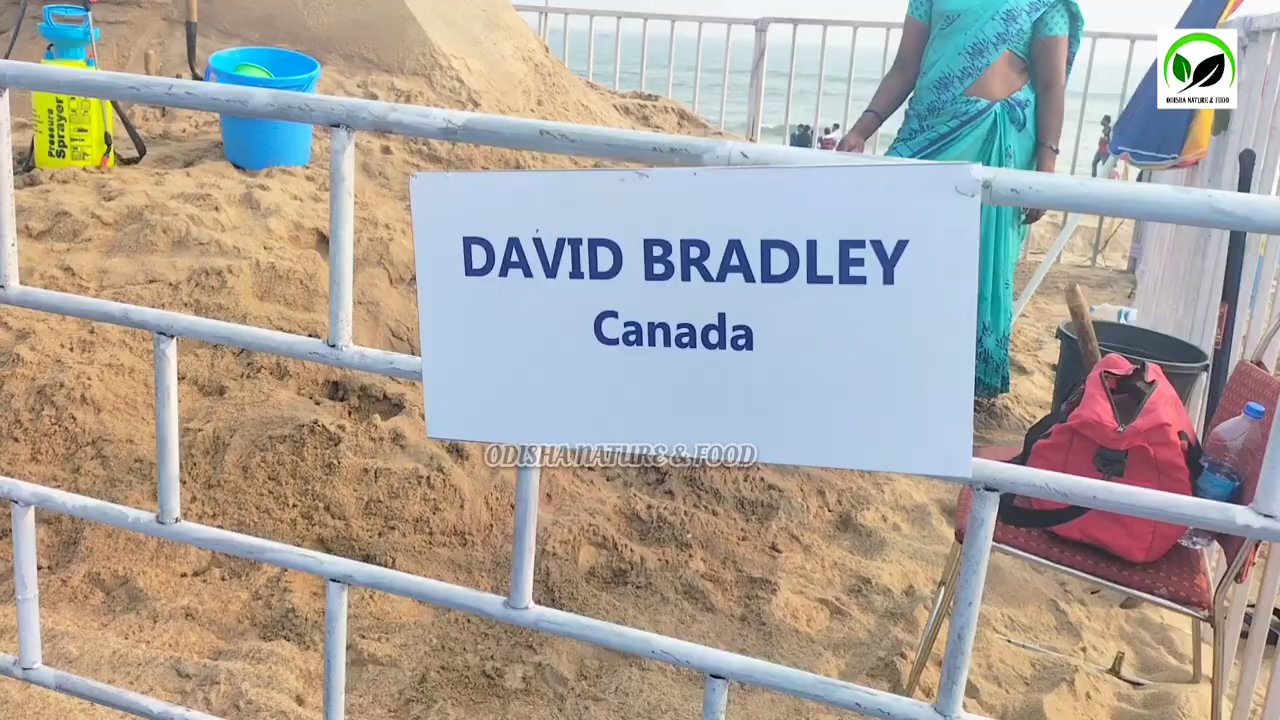 Pressure
Sprayer
ODISHA NATURE & FOOD
DAVID BRADLEY
Canada
ODISHA NATURE & FOOD